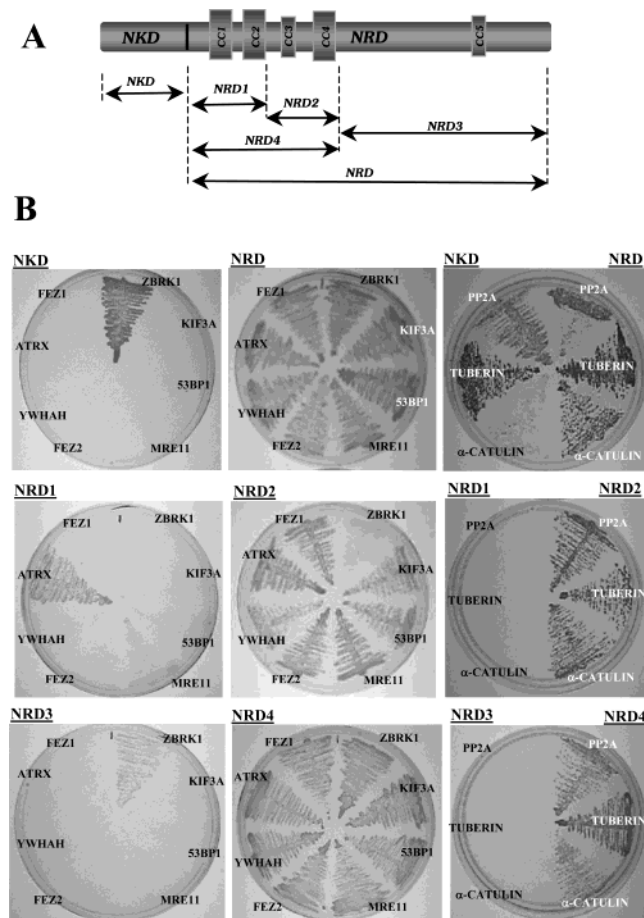 A
NKD
CC1
CC2
CC3
CC4
NRD
CC5
NKD
NRD1
NRD2
NRD3
NRD4
NRD
B
NKD
FEZ1
ZBRK1
ATRX
KIF3A
YWHAH
53BP1
FEZ2
MRE11
NRD
FEZ1
ZBRK1
ATRX
KIF3A
YWHAH
53BP1
FEZ2
MRE11
NKD NRD
PP2A PP2A
TUBERIN TUBERIN
α-CATULIN α-CATULIN
NRD1
FEZ1
ZBRK1
ATRX
KIF3A
YWHAH
53BP1
FEZ2
MRE11
NRD2
FEZ1
ZBRK1
ATRX
KIF3A
YWHAH
53BP1
FEZ2
MRE11
NRD1 NRD2
PP2A PP2A
TUBERIN TUBERIN
α-CATULIN α-CATULIN
NRD3
FEZ1
ZBRK1
ATRX
KIF3A
YWHAH
53BP1
FEZ2
MRE11
NRD4
FEZ1
ZBRK1
ATRX
KIF3A
YWHAH
53BP1
FEZ2
MRE11
NRD3 NRD4
PP2A PP2A
TUBERIN TUBERIN
α-CATULIN α-CATULIN